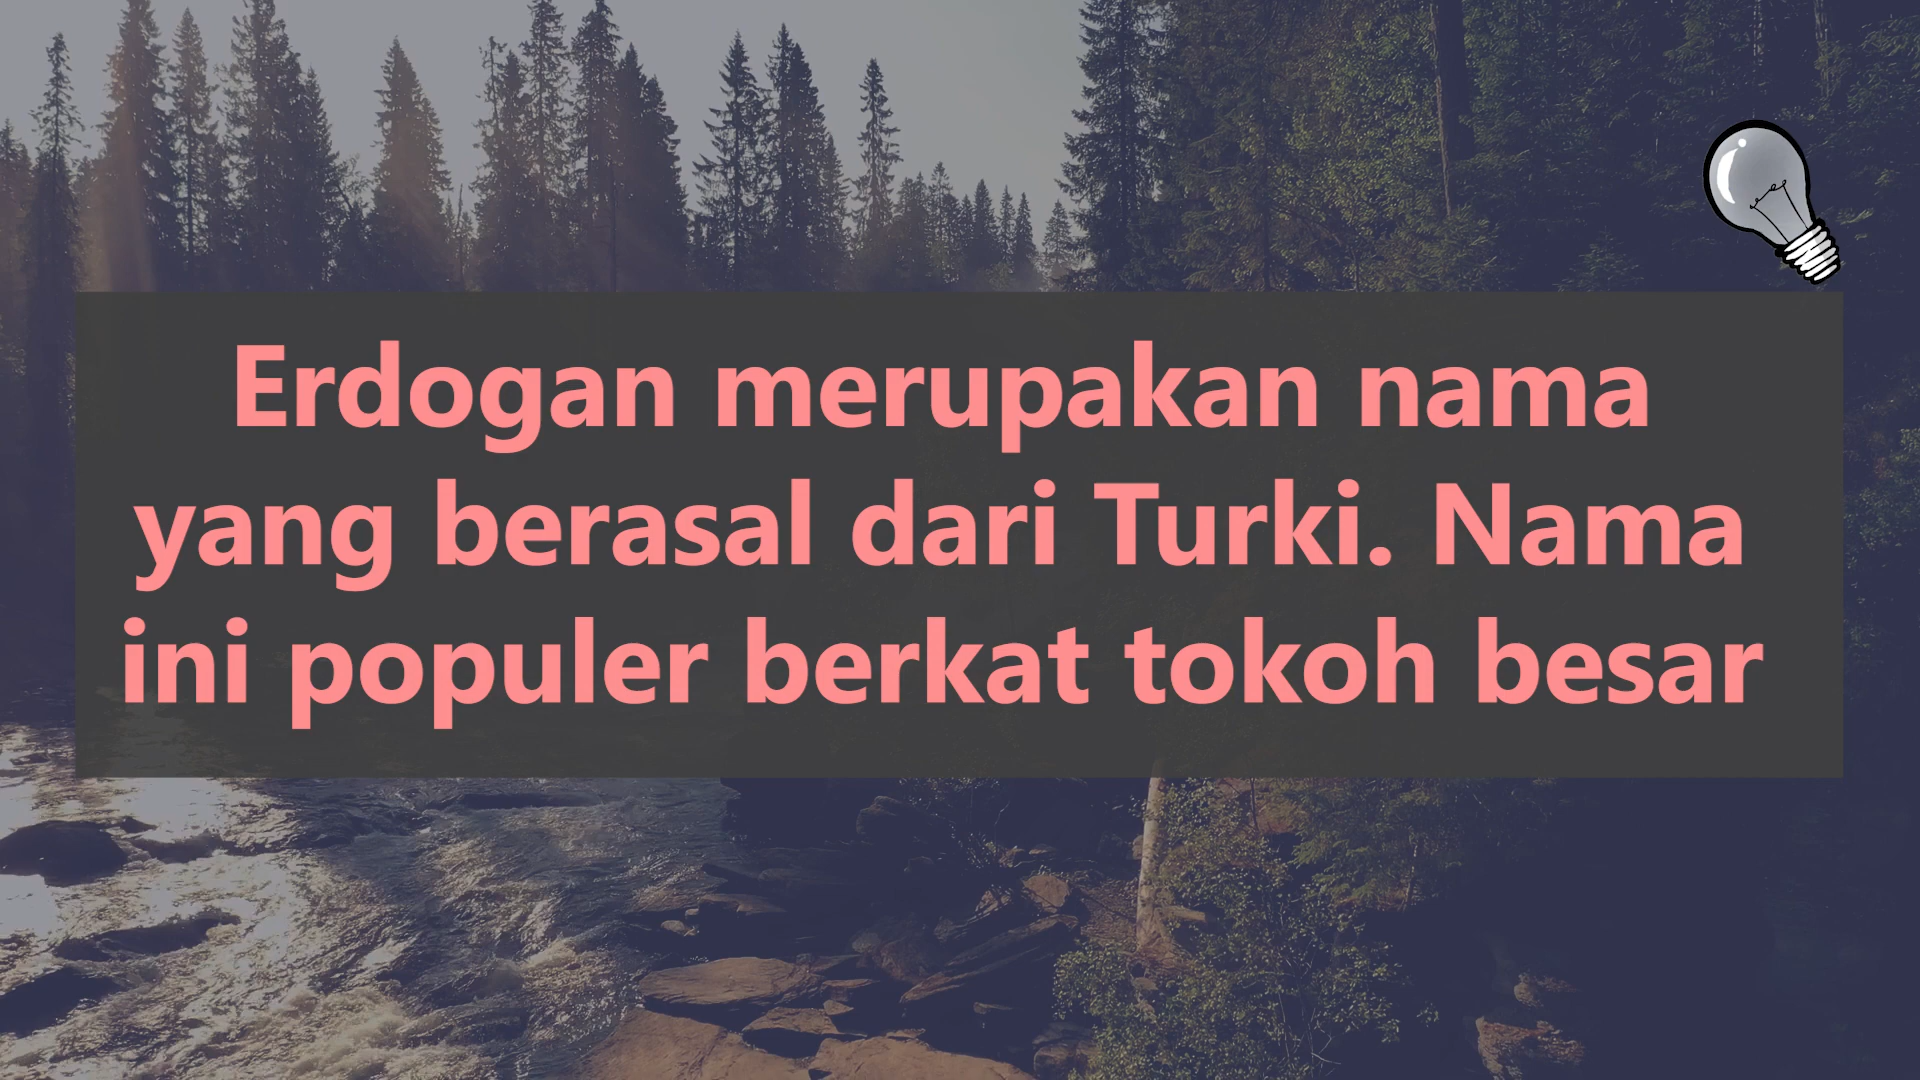 Erdogan merupakan nama
yang berasal dari Turki. Nama
ini populer berkat tokoh besar